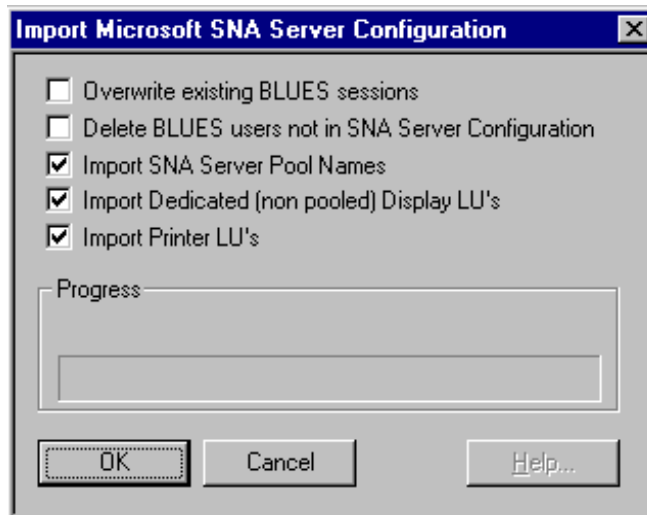 Import Microsoft SNA Server Configuration
Overwrite existing BLUES sessions
Delete BLUES users not in SNA Server Configuration
Import SNA Server Pool Names
Import Dedicated (non pooled) Display LU's
Import Printer LU's
Progress
OK Cancel Help...